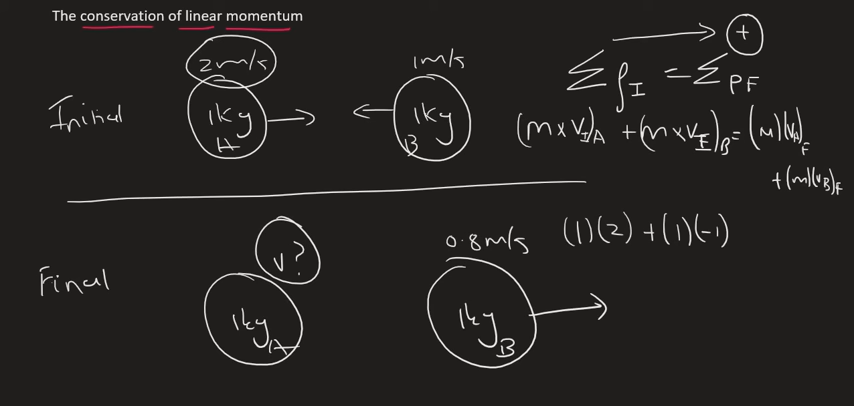 The conservation of linear momentum
2m/s
1m/s
+
Σ ρI = Σ PF
Initial
1kg
A
1kg
B
(m × VI)A + (m × VI)B = (m)(VA)F
+ (m)(VB)F
(1)(2) + (1)(-1)
Final
v?
0.8m/s
1kg A
1kg B